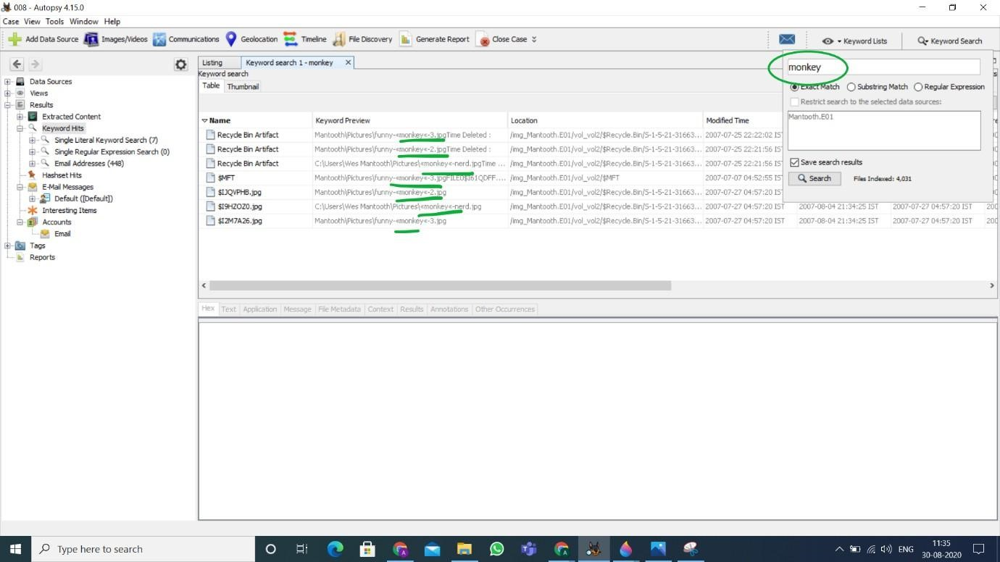 008 - Autopsy 4.15.0
Case View Tools Window Help
Add Data Source Images/Videos Communications Geolocation Timeline File Discovery Generate Report Close Case Keyword Lists Keyword Search
Listing Keyword search 1 - monkey
Keyword search
Table Thumbnail
Name Keyword Preview Location Modified Time
Recycle Bin Artifact Mantooth\Pictures\funny-«monkey«-3.jpgTime Deleted : /img_Mantooth.E01/vol_vol2/$Recycle.Bin/S-1-5-21-31663... 2007-07-25 22:22:02 IST
Recycle Bin Artifact Mantooth\Pictures\funny-«monkey«-2.jpgTime Deleted : /img_Mantooth.E01/vol_vol2/$Recycle.Bin/S-1-5-21-31663... 2007-07-25 22:21:56 IST
Recycle Bin Artifact C:\Users\Wes Mantooth\Pictures\«monkey«-nerd.jpgTime ... /img_Mantooth.E01/vol_vol2/$Recycle.Bin/S-1-5-21-31663... 2007-07-25 22:21:56 IST
$MFT /img_Mantooth.E01/vol_vol2/$MFT 2007-07-07 04:52:55 IST
$IJQVPHB.jpg Mantooth\Pictures\funny-«monkey«-2.jpg /img_Mantooth.E01/vol_vol2/$Recycle.Bin/S-1-5-21-31663... 2007-07-27 04:57:20 IST
$I9HZOZ0.jpg C:\Users\Wes Mantooth\Pictures\«monkey«-nerd.jpg /img_Mantooth.E01/vol_vol2/$Recycle.Bin/S-1-5-21-31663... 2007-07-27 04:57:20 IST 2007-08-04 21:34:25 IST 2007-07-27 04:57:20 IST
$I2M7A26.jpg Mantooth\Pictures\funny-«monkey«-3.jpg /img_Mantooth.E01/vol_vol2/$Recycle.Bin/S-1-5-21-31663... 2007-07-27 04:57:20 IST 2007-08-04 21:34:25 IST 2007-07-27 04:57:20 IST
monkey
Exact Match Substring Match Regular Expression
Restrict search to the selected data sources:
Mantooth.E01
Save search results
Search Files Indexed: 4,031
Data Sources
Views
Results
Extracted Content
Keyword Hits
Single Literal Keyword Search (7)
Single Regular Expression Search (0)
Email Addresses (448)
Hashset Hits
E-Mail Messages
Default ([Default])
Interesting Items
Accounts
Email
Tags
Reports
Hex Text Application Message File Metadata Context Results Annotations Other Occurrences
Type here to search
ENG
11:35
30-08-2020